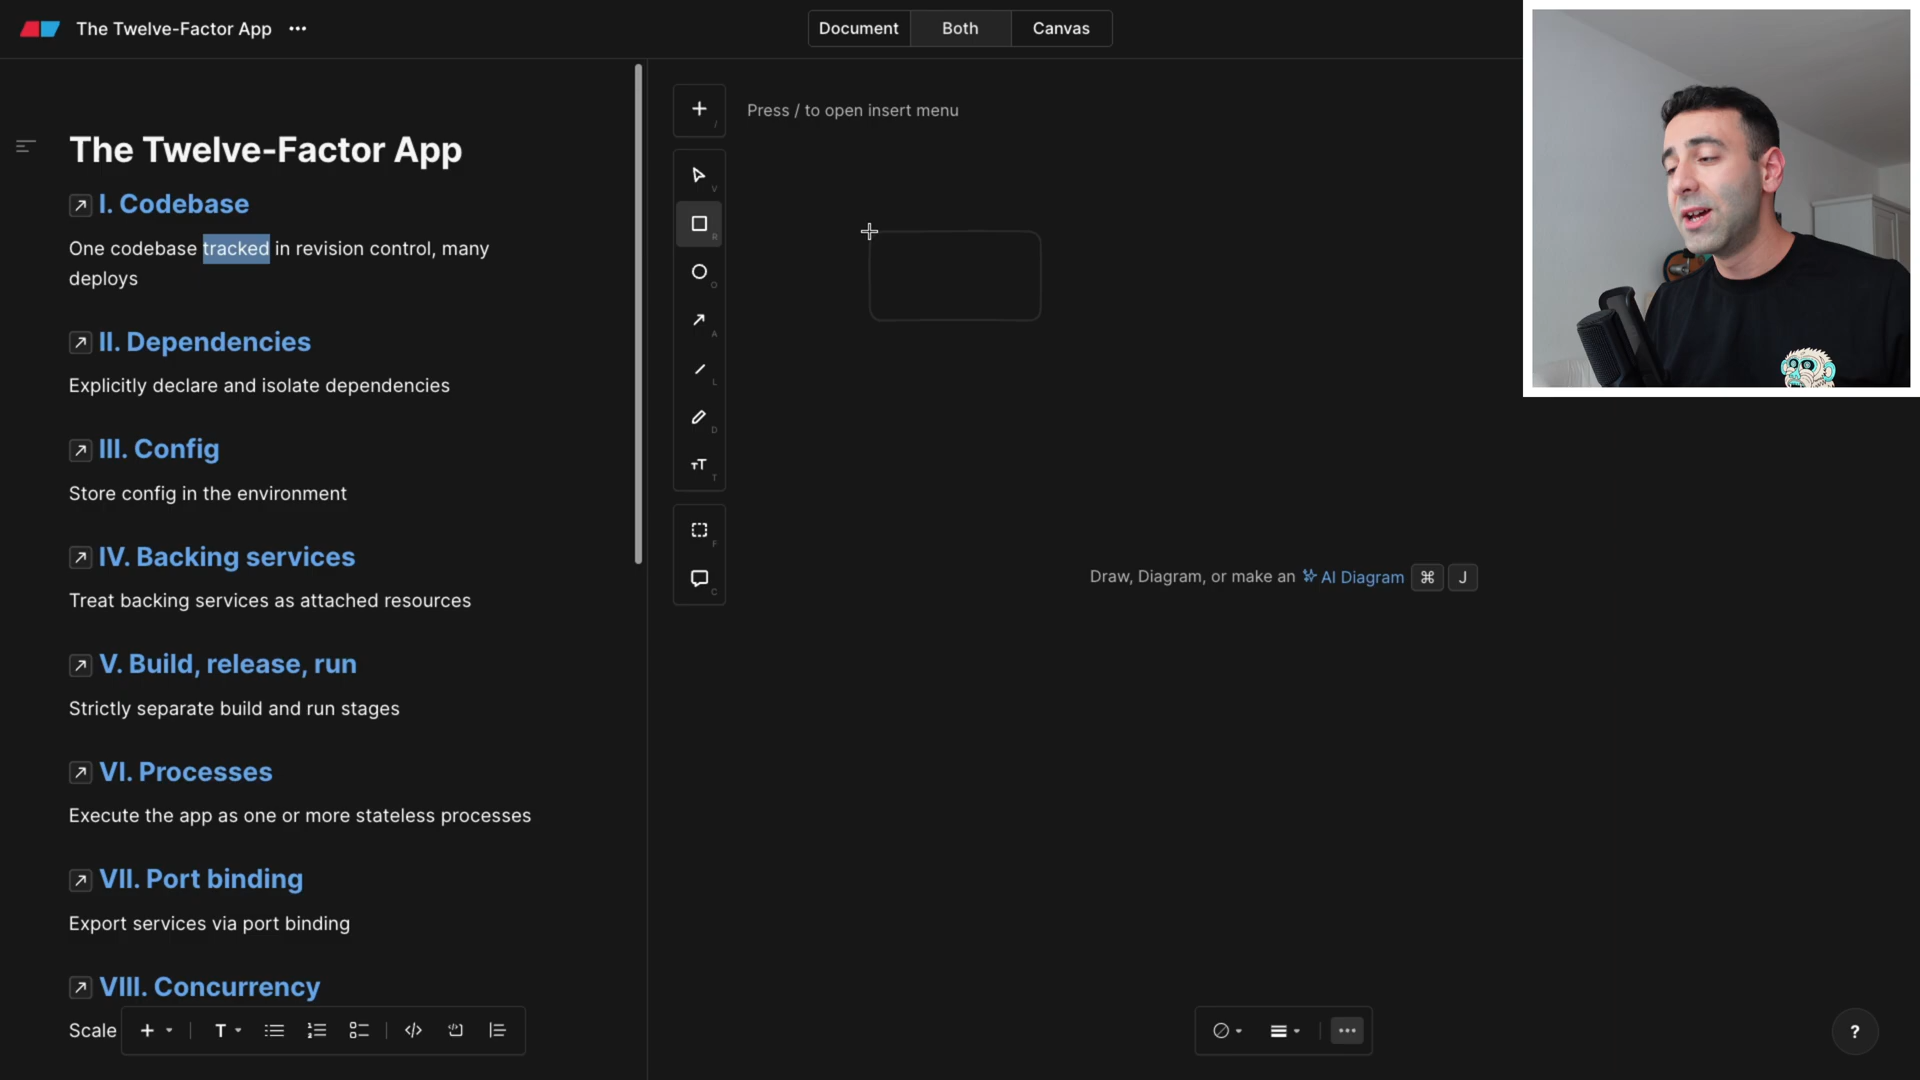 The Twelve-Factor App
Document
Both
Canvas
The Twelve-Factor App
I. Codebase
One codebase tracked in revision control, many
deploys
II. Dependencies
Explicitly declare and isolate dependencies
III. Config
Store config in the environment
IV. Backing services
Treat backing services as attached resources
V. Build, release, run
Strictly separate build and run stages
VI. Processes
Execute the app as one or more stateless processes
VII. Port binding
Export services via port binding
VIII. Concurrency
Scale
T
Press / to open insert menu
/
V
R
O
A
L
D
TT
T
F
C
Draw, Diagram, or make an AI Diagram ⌘ J
?